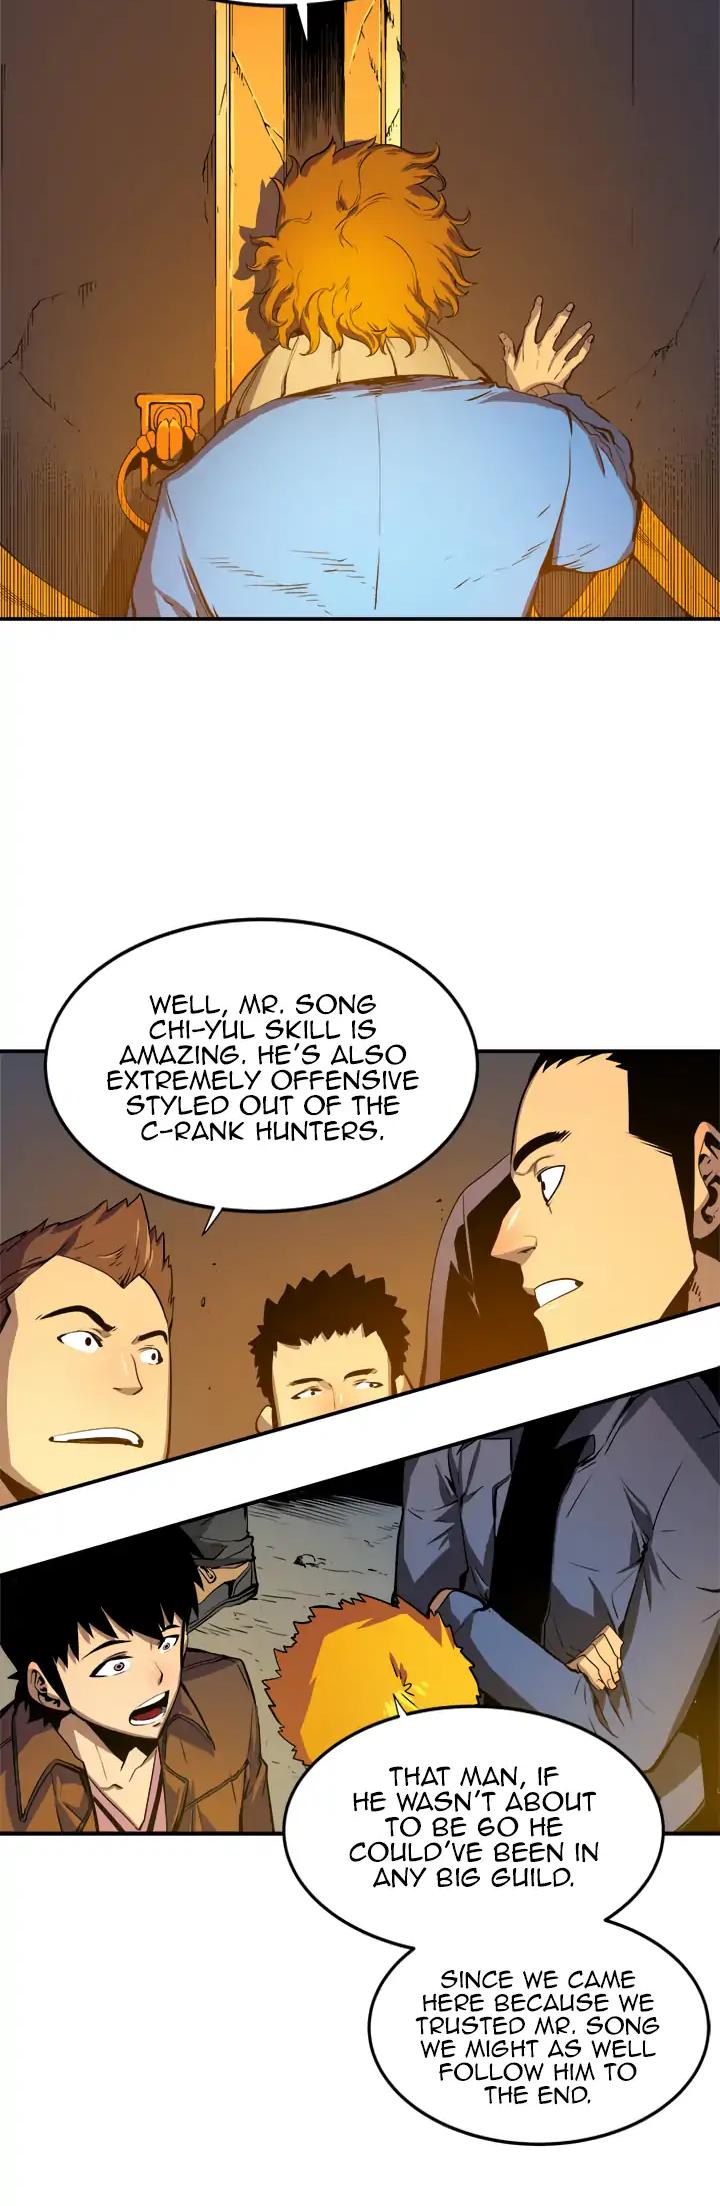 WELL, MR. SONG
CHI-YUL SKILL IS
AMAZING. HE'S ALSO
EXTREMELY OFFENSIVE
STYLED OUT OF THE
C-RANK HUNTERS.
THAT MAN, IF
HE WASN'T ABOUT
TO BE 60 HE
COULD'VE BEEN IN
ANY BIG GUILD.
SINCE WE CAME
HERE BECAUSE WE
TRUSTED MR. SONG
WE MIGHT AS WELL
FOLLOW HIM TO
THE END.